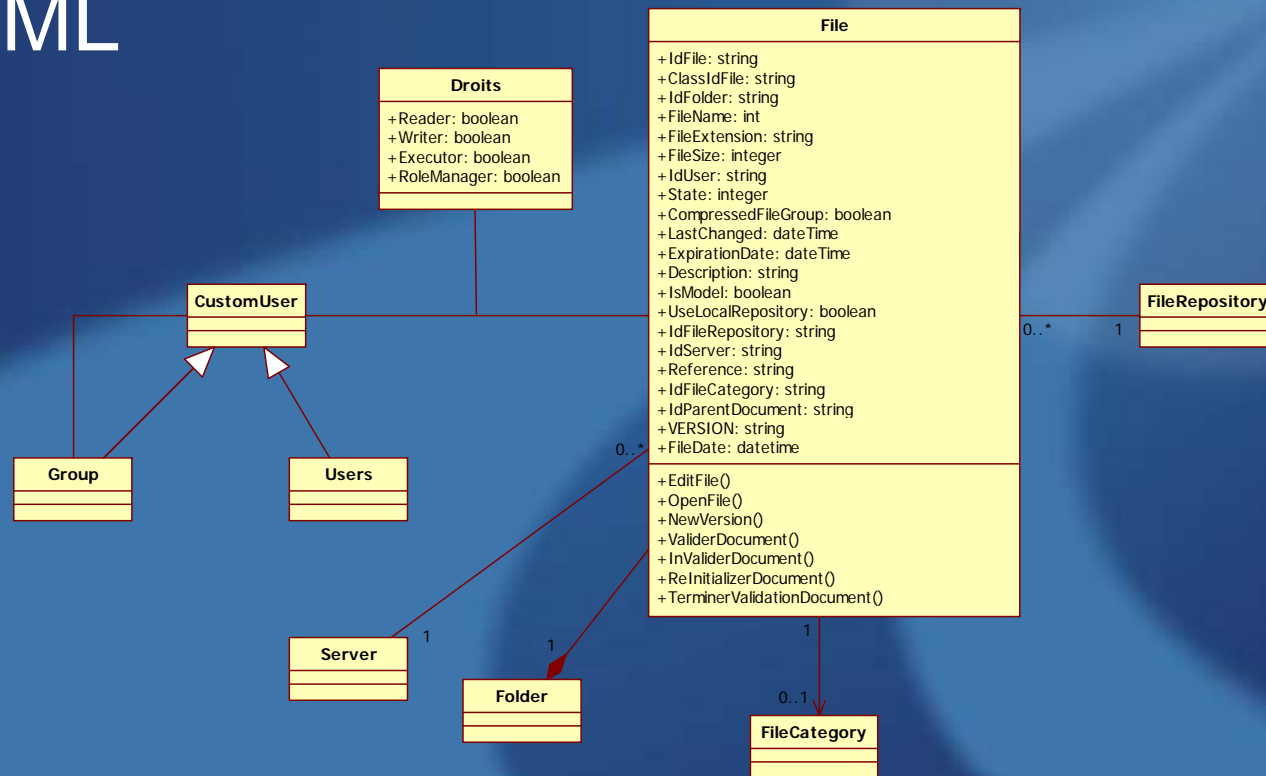 ML
File
+IdFile: string
+ClassIdFile: string
+IdFolder: string
+FileName: int
+FileExtension: string
+FileSize: integer
+IdUser: string
+State: integer
+CompressedFileGroup: boolean
+LastChanged: dateTime
+ExpirationDate: dateTime
+Description: string
+IsModel: boolean
+UseLocalRepository: boolean
+IdFileRepository: string
+IdServer: string
+Reference: string
+IdFileCategory: string
+IdParentDocument: string
+VERSION: string
+FileDate: datetime
+EditFile()
+OpenFile()
+NewVersion()
+ValiderDocument()
+InValiderDocument()
+ReInitializerDocument()
+TerminerValidationDocument()
Droits
+Reader: boolean
+Writer: boolean
+Executor: boolean
+RoleManager: boolean
CustomUser
FileRepository
0..*
1
Group
Users
0..*
1
Server
1
Folder
1
0..1
FileCategory